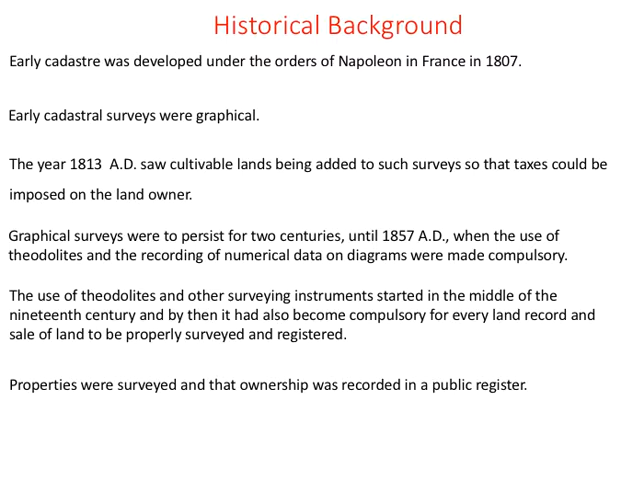 Historical Background
Early cadastre was developed under the orders of Napoleon in France in 1807.
Early cadastral surveys were graphical.
The year 1813  A.D. saw cultivable lands being added to such surveys so that taxes could be
imposed on the land owner.
Graphical surveys were to persist for two centuries, until 1857 A.D., when the use of
theodolites and the recording of numerical data on diagrams were made compulsory.
The use of theodolites and other surveying instruments started in the middle of the
nineteenth century and by then it had also become compulsory for every land record and
sale of land to be properly surveyed and registered.
Properties were surveyed and that ownership was recorded in a public register.